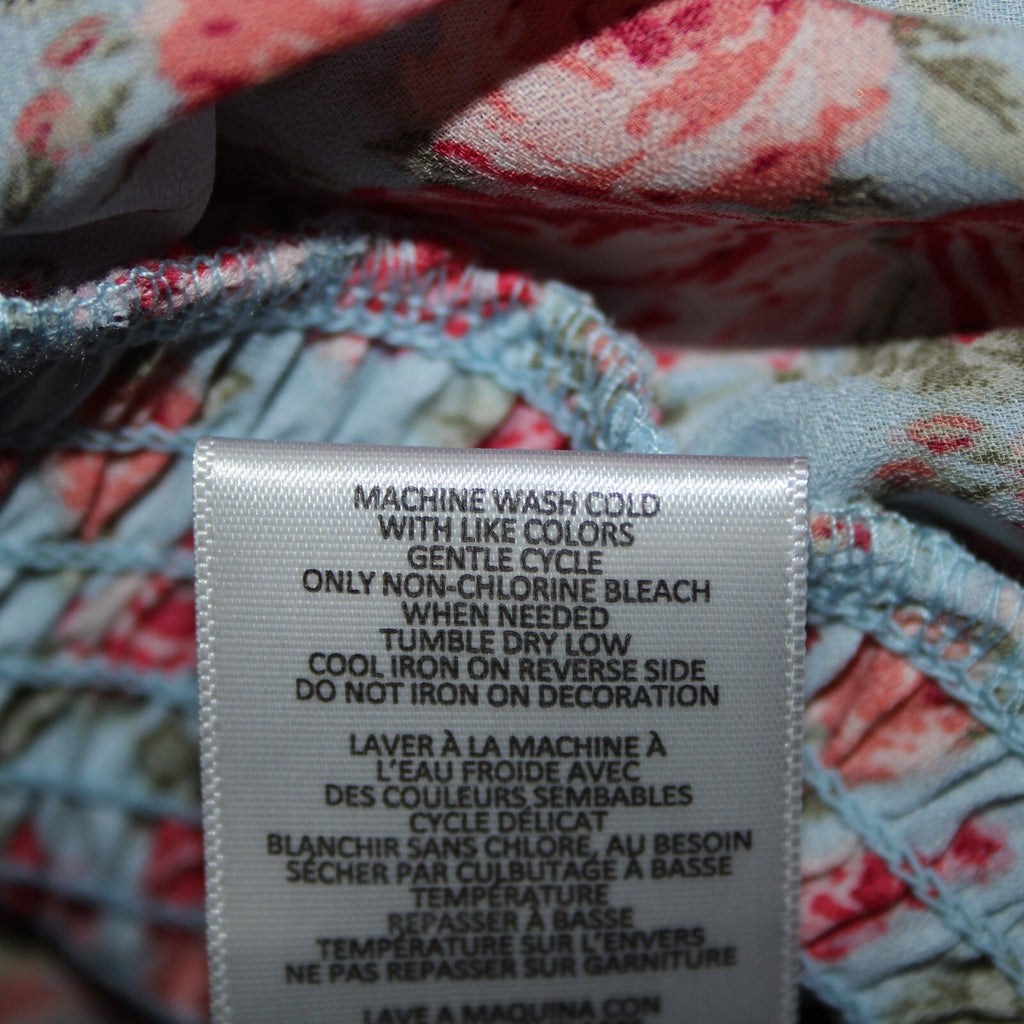 MACHINE WASH COLD
WITH LIKE COLORS
GENTLE CYCLE
ONLY NON-CHLORINE BLEACH
WHEN NEEDED
TUMBLE DRY LOW
COOL IRON ON REVERSE SIDE
DO NOT IRON ON DECORATION
LAVER À LA MACHINE À
L'EAU FROIDE AVEC
DES COULEURS SEMBABLES
CYCLE DÉLICAT
BLANCHIR SANS CHLORE, AU BESOIN
SÉCHER PAR CULBUTAGE À BASSE
TEMPÉRATURE
REPASSER À BASSE
TEMPÉRATURE SUR L'ENVERS
NE PAS REPASSER SUR GARNITURE
LAVE A MAQUINA CON